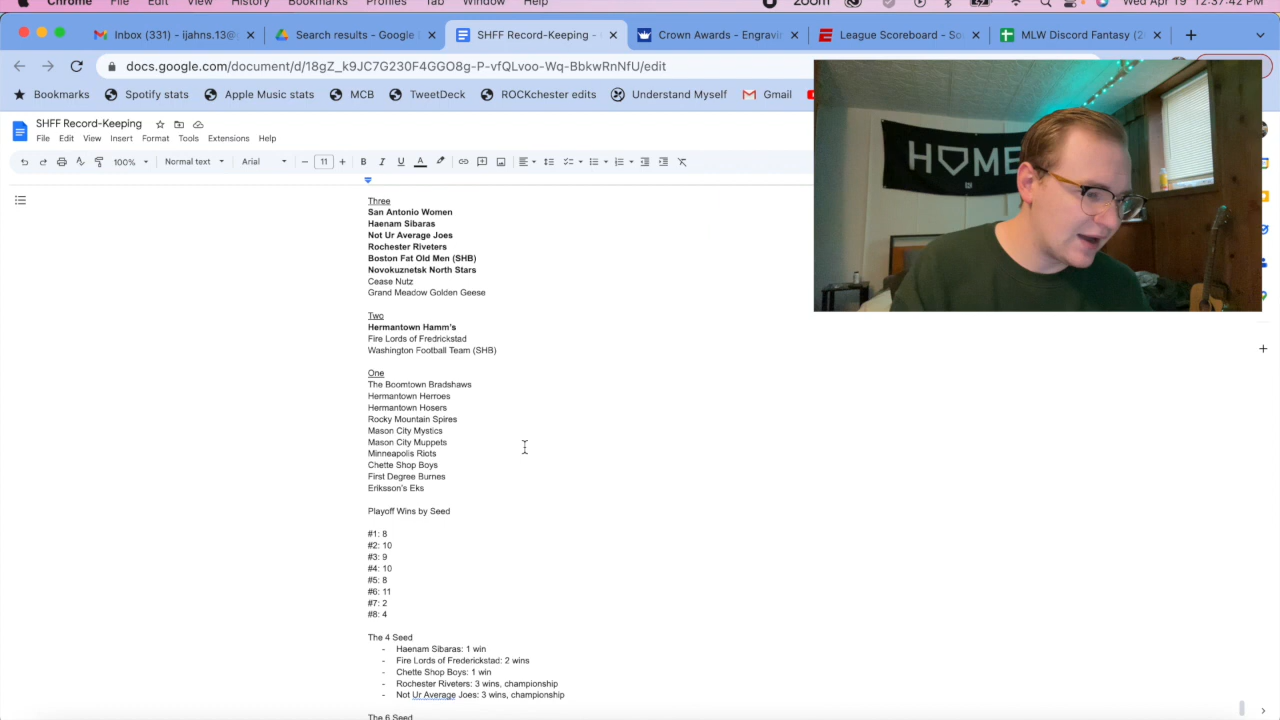 Chrome File Edit View History Bookmarks Profiles Tab Window Help zoom Wed Apr 19 12:37:42 PM
Inbox (331) - ijahns.13@ Search results - Google SHFF Record-Keeping - Crown Awards - Engravin League Scoreboard - So MLW Discord Fantasy (2
docs.google.com/document/d/18gZ_k9JC7G230F4GGO8g-P-vfQLvoo-Wq-BbkwRnNfU/edit
Bookmarks Spotify stats Apple Music stats MCB TweetDeck ROCKchester edits Understand Myself Gmail
SHFF Record-Keeping
File Edit View Insert Format Tools Extensions Help
100% Normal text Arial 11 B I U A
HOME
Three
San Antonio Women
Haenam Sibaras
Not Ur Average Joes
Rochester Riveters
Boston Fat Old Men (SHB)
Novokuznetsk North Stars
Cease Nutz
Grand Meadow Golden Geese
Two
Hermantown Hamm's
Fire Lords of Fredrickstad
Washington Football Team (SHB)
One
The Boomtown Bradshaws
Hermantown Herroes
Hermantown Hosers
Rocky Mountain Spires
Mason City Mystics
Mason City Muppets
Minneapolis Riots
Chette Shop Boys
First Degree Burnes
Eriksson's Eks
Playoff Wins by Seed
#1: 8
#2: 10
#3: 9
#4: 10
#5: 8
#6: 11
#7: 2
#8: 4
The 4 Seed
- Haenam Sibaras: 1 win
- Fire Lords of Frederickstad: 2 wins
- Chette Shop Boys: 1 win
- Rochester Riveters: 3 wins, championship
- Not Ur Average Joes: 3 wins, championship
The 6 Seed